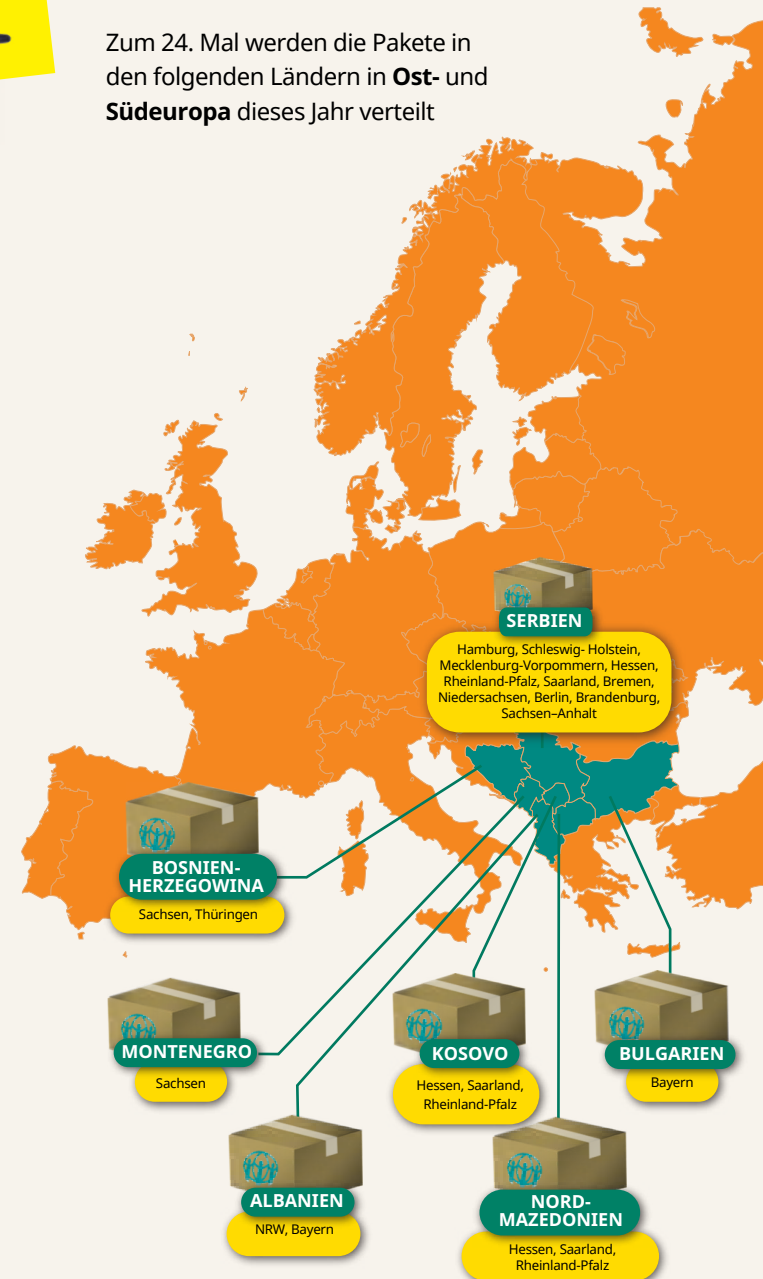 Zum 24. Mal werden die Pakete in
den folgenden Ländern in Ost- und
Südeuropa dieses Jahr verteilt
SERBIEN
Hamburg, Schleswig- Holstein,
Mecklenburg-Vorpommern, Hessen,
Rheinland-Pfalz, Saarland, Bremen,
Niedersachsen, Berlin, Brandenburg,
Sachsen–Anhalt
BOSNIEN-
HERZEGOWINA
Sachsen, Thüringen
MONTENEGRO
Sachsen
KOSOVO
Hessen, Saarland,
Rheinland-Pfalz
BULGARIEN
Bayern
ALBANIEN
NRW, Bayern
NORD-
MAZEDONIEN
Hessen, Saarland,
Rheinland-Pfalz